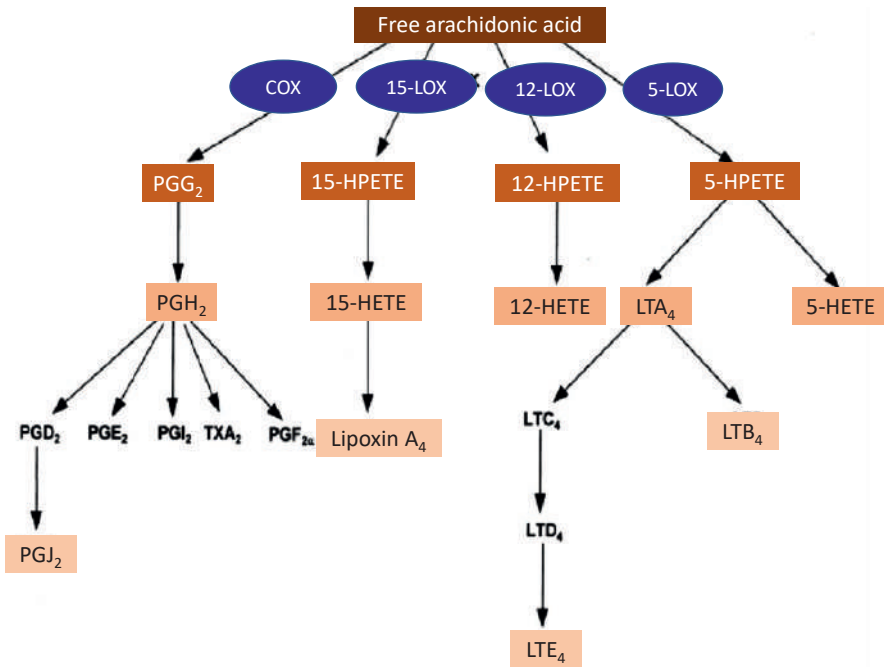 Free arachidonic acid
COX
15-LOX
12-LOX
5-LOX
PGG₂
15-HPETE
12-HPETE
5-HPETE
PGH₂
15-HETE
12-HETE
LTA₄
5-HETE
PGD₂
PGE₂
PGI₂
TXA₂
PGF₂α
Lipoxin A₄
LTC₄
LTB₄
LTD₄
PGJ₂
LTE₄